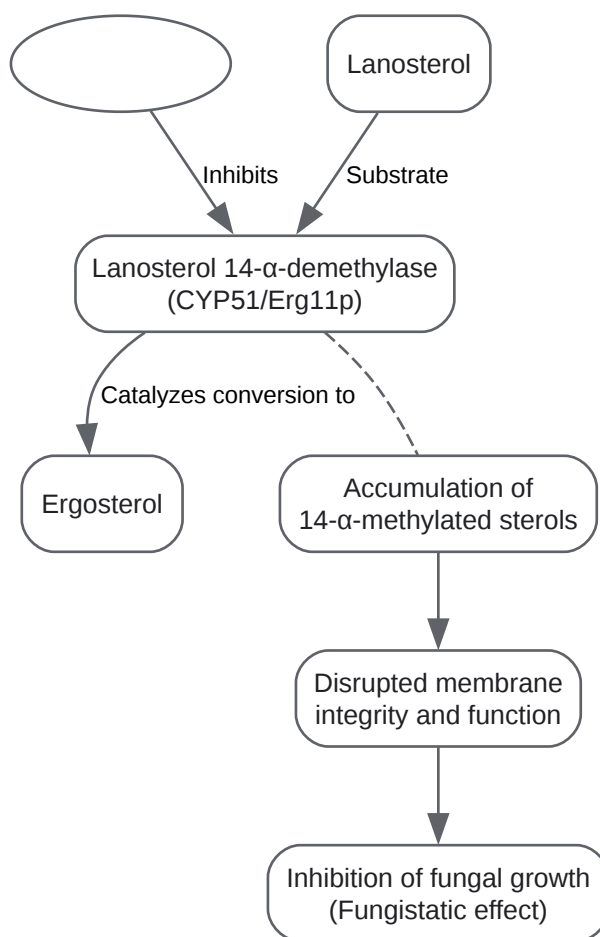 Lanosterol
Inhibits
Substrate
Lanosterol 14-α-demethylase
(CYP51/Erg11p)
Catalyzes conversion to
Ergosterol
Accumulation of
14-α-methylated sterols
Disrupted membrane
integrity and function
Inhibition of fungal growth
(Fungistatic effect)